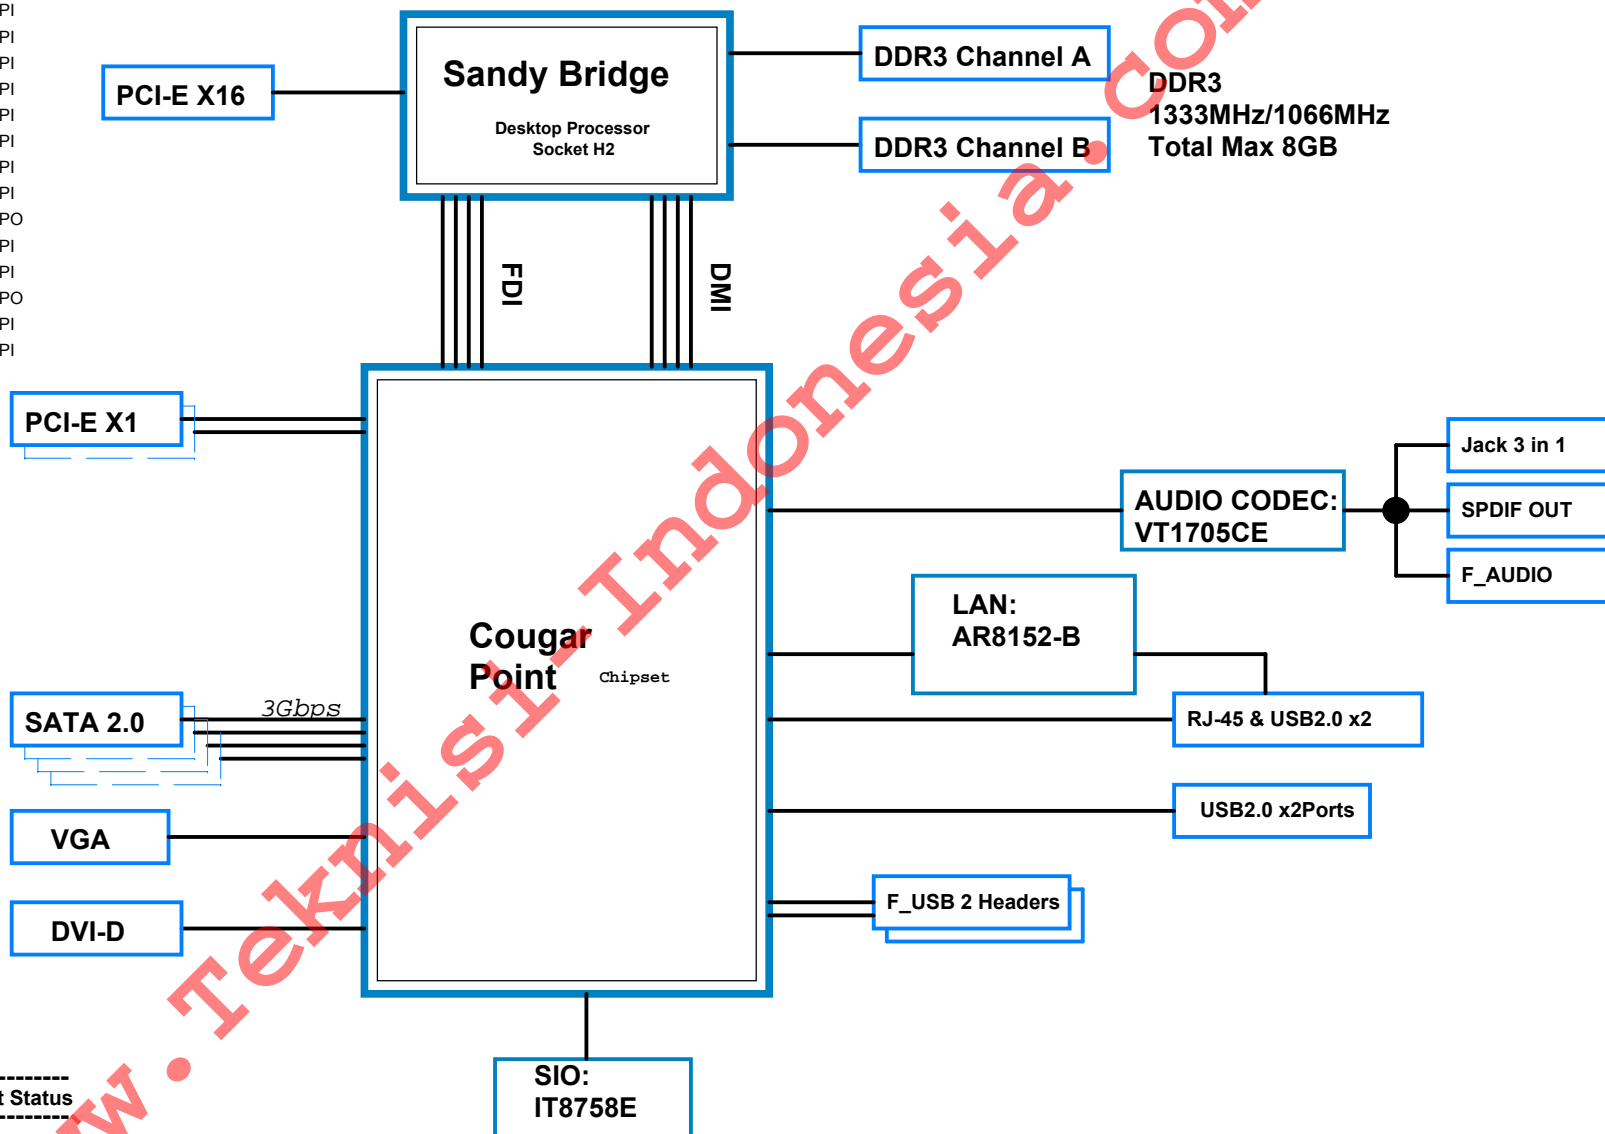 PI
PI
PI
PI
PI
PI
PI
PI
PO
PI
PI
PO
PI
PI
PCI-E X16
Sandy Bridge
Desktop Processor
Socket H2
DDR3 Channel A
DDR3 Channel B
DDR3
1333MHz/1066MHz
Total Max 8GB
FDI
DMI
PCI-E X1
Cougar
Point
Chipset
SATA 2.0
3Gbps
VGA
DVI-D
AUDIO CODEC:
VT1705CE
Jack 3 in 1
SPDIF OUT
F_AUDIO
LAN:
AR8152-B
RJ-45 & USB2.0 x2
USB2.0 x2Ports
F_USB 2 Headers
SIO:
IT8758E
t Status
w.Teknisi-Indonesia.con